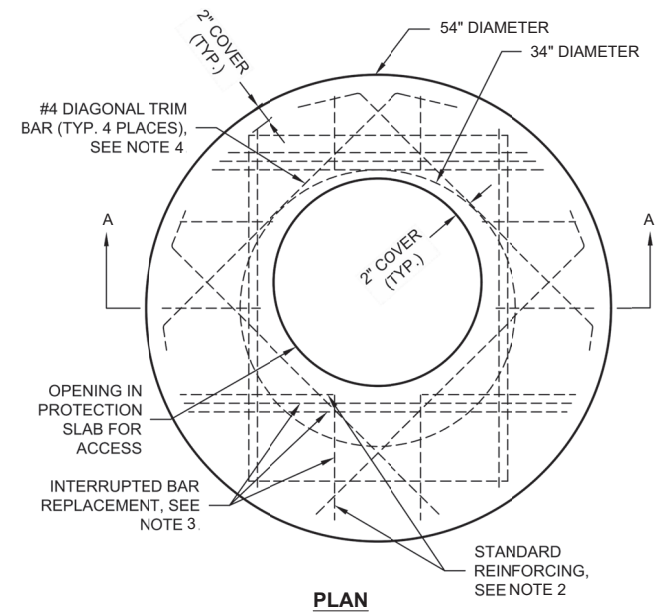 2" COVER
(TYP.)
54" DIAMETER
34" DIAMETER
#4 DIAGONAL TRIM
BAR (TYP. 4 PLACES),
SEE NOTE 4
A
A
2" COVER
(TYP.)
OPENING IN
PROTECTION
SLAB FOR
ACCESS
INTERRUPTED BAR
REPLACEMENT, SEE
NOTE 3
STANDARD
REINFORCING,
SEE NOTE 2
PLAN